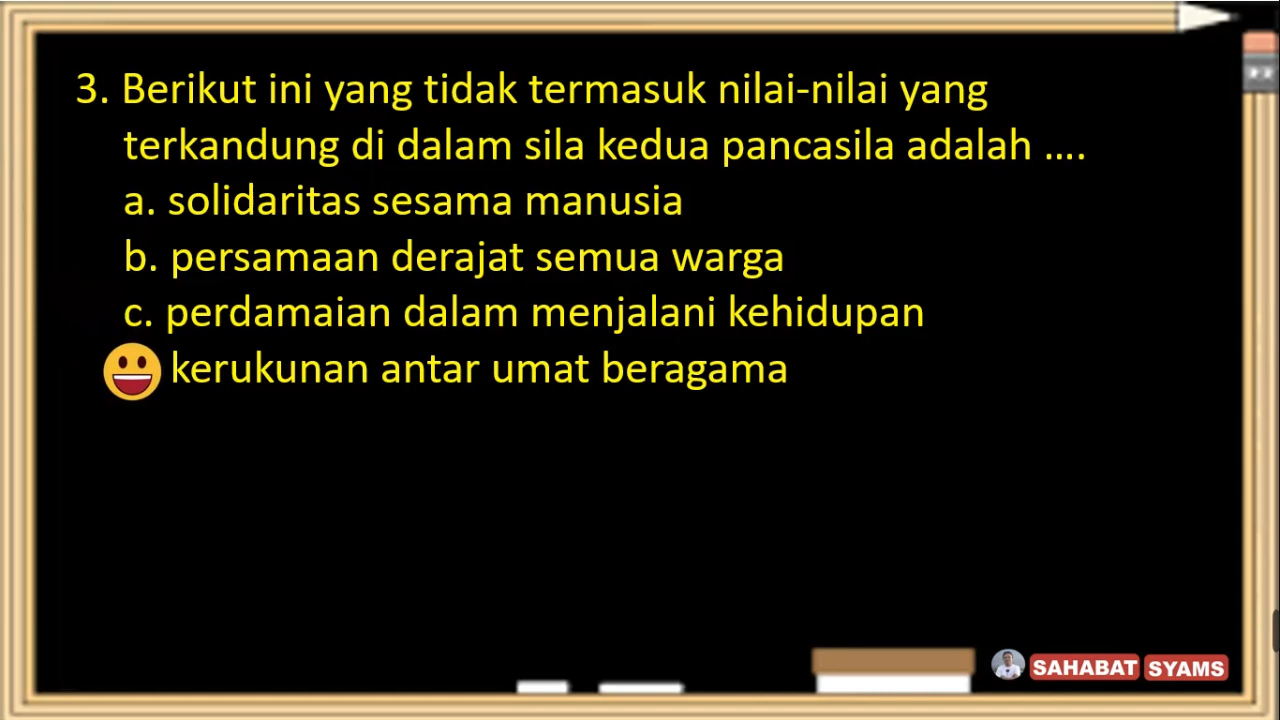 3. Berikut ini yang tidak termasuk nilai-nilai yang
terkandung di dalam sila kedua pancasila adalah ....
a. solidaritas sesama manusia
b. persamaan derajat semua warga
c. perdamaian dalam menjalani kehidupan
kerukunan antar umat beragama
SAHABAT SYAMS